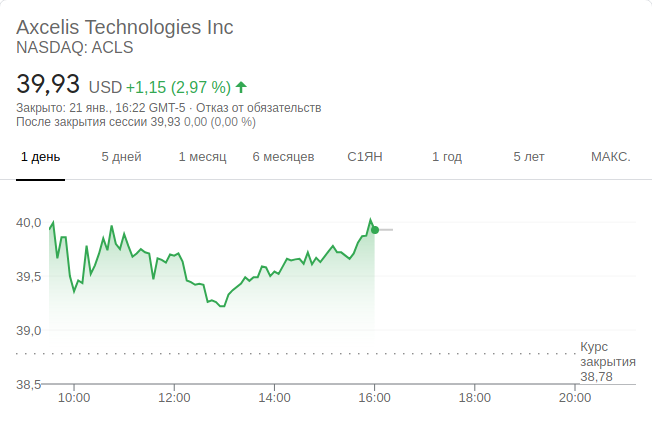 Axcelis Technologies Inc
NASDAQ: ACLS
39,93 USD +1,15 (2,97 %)
Закрыто: 21 янв., 16:22 GMT-5 · Отказ от обязательств
После закрытия сессии 39,93 0,00 (0,00 %)
1 день 5 дней 1 месяц 6 месяцев С1ЯН 1 год 5 лет МАКС.
40,0
39,5
39,0
Курс
закрытия
38,78
38,5
10:00 12:00 14:00 16:00 18:00 20:00